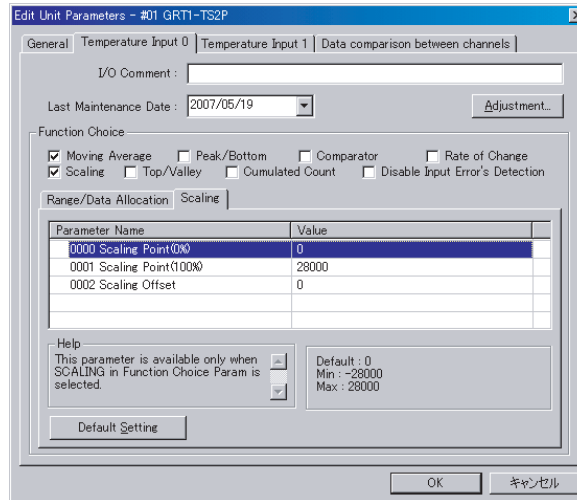 Edit Unit Parameters - #01 GRT1-TS2P
General Temperature Input 0 Temperature Input 1 Data comparison between channels
I/O Comment :
Last Maintenance Date : 2007/05/19 Adjustment...
Function Choice
Moving Average Peak/Bottom Comparator Rate of Change
Scaling Top/Valley Cumulated Count Disable Input Error's Detection
Range/Data Allocation Scaling
Parameter Name Value
0000 Scaling Point(0%) 0
0001 Scaling Point(100%) 28000
0002 Scaling Offset 0
Help
This parameter is available only when
SCALING in Function Choice Param is
selected.
Default : 0
Min : -28000
Max : 28000
Default Setting
OK キャンセル